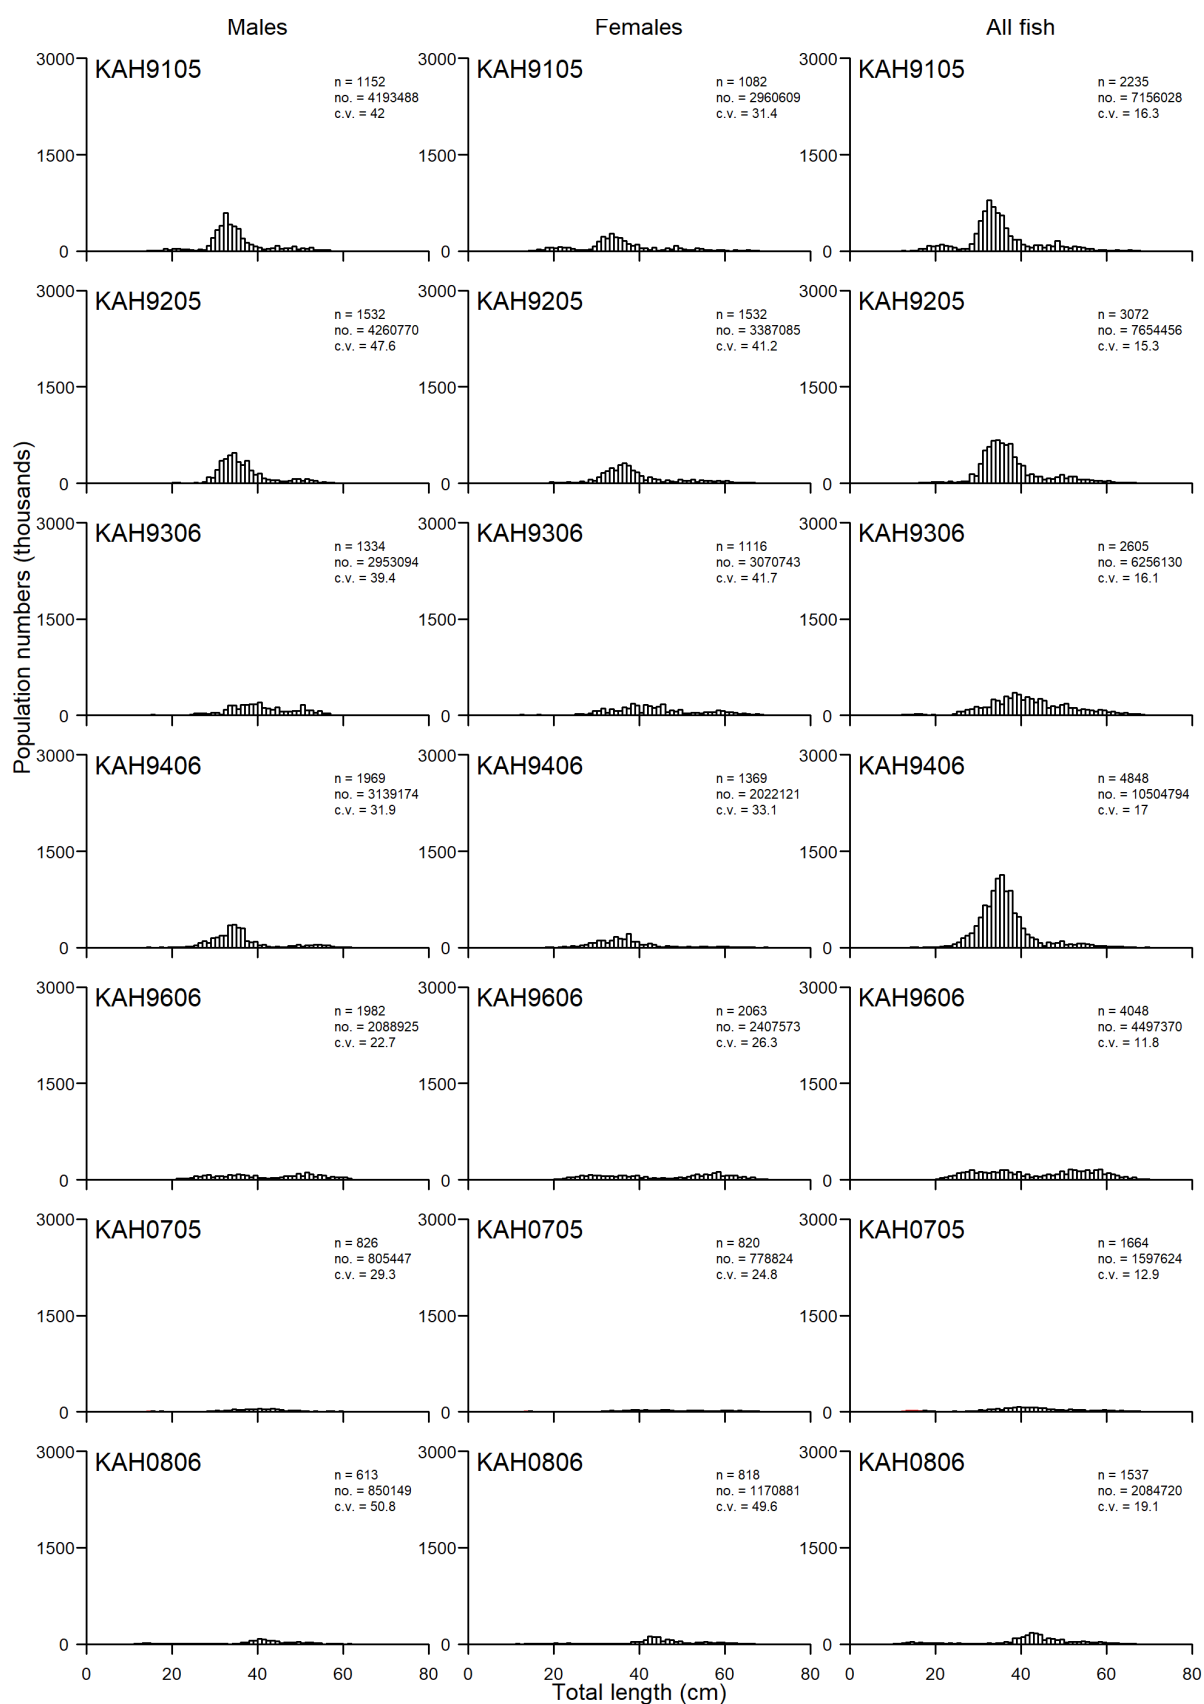 Males Females All fish
Population numbers (thousands)
3000 KAH9105 3000 KAH9105 3000 KAH9105
n = 1152 n = 1082 n = 2235
no. = 4193488 no. = 2960609 no. = 7156028
c.v. = 42 c.v. = 31.4 c.v. = 16.3
1500 1500 1500
0 0 0
3000 KAH9205 3000 KAH9205 3000 KAH9205
n = 1532 n = 1532 n = 3072
no. = 4260770 no. = 3387085 no. = 7654456
c.v. = 47.6 c.v. = 41.2 c.v. = 15.3
1500 1500 1500
0 0 0
3000 KAH9306 3000 KAH9306 3000 KAH9306
n = 1334 n = 1116 n = 2605
no. = 2953094 no. = 3070743 no. = 6256130
c.v. = 39.4 c.v. = 41.7 c.v. = 16.1
1500 1500 1500
0 0 0
3000 KAH9406 3000 KAH9406 3000 KAH9406
n = 1969 n = 1369 n = 4848
no. = 3139174 no. = 2022121 no. = 10504794
c.v. = 31.9 c.v. = 33.1 c.v. = 17
1500 1500 1500
0 0 0
3000 KAH9606 3000 KAH9606 3000 KAH9606
n = 1982 n = 2063 n = 4048
no. = 2088925 no. = 2407573 no. = 4497370
c.v. = 22.7 c.v. = 26.3 c.v. = 11.8
1500 1500 1500
0 0 0
3000 KAH0705 3000 KAH0705 3000 KAH0705
n = 826 n = 820 n = 1664
no. = 805447 no. = 778824 no. = 1597624
c.v. = 29.3 c.v. = 24.8 c.v. = 12.9
1500 1500 1500
0 0 0
3000 KAH0806 3000 KAH0806 3000 KAH0806
n = 613 n = 818 n = 1537
no. = 850149 no. = 1170881 no. = 2084720
c.v. = 50.8 c.v. = 49.6 c.v. = 19.1
1500 1500 1500
0 0 0
0 20 40 60 80 0 20 40 60 80 0 20 40 60 80
Total length (cm)